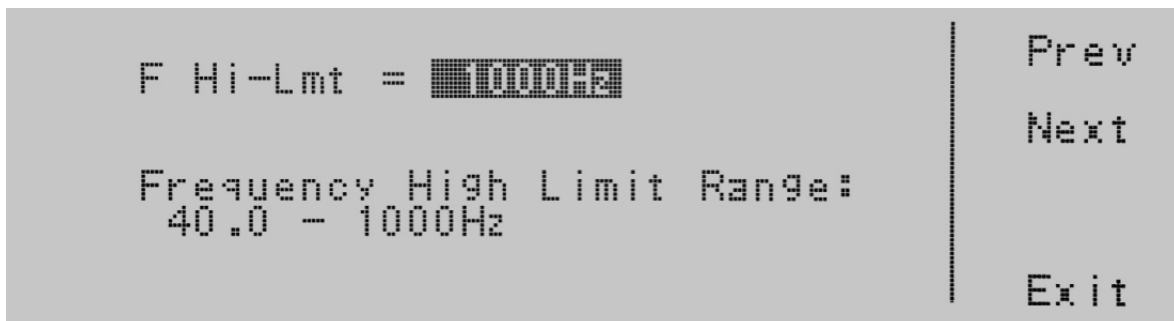 F Hi-Lmt = 1000Hz
Frequency High Limit Range:
40.0 - 1000Hz
Prev
Next
Exit